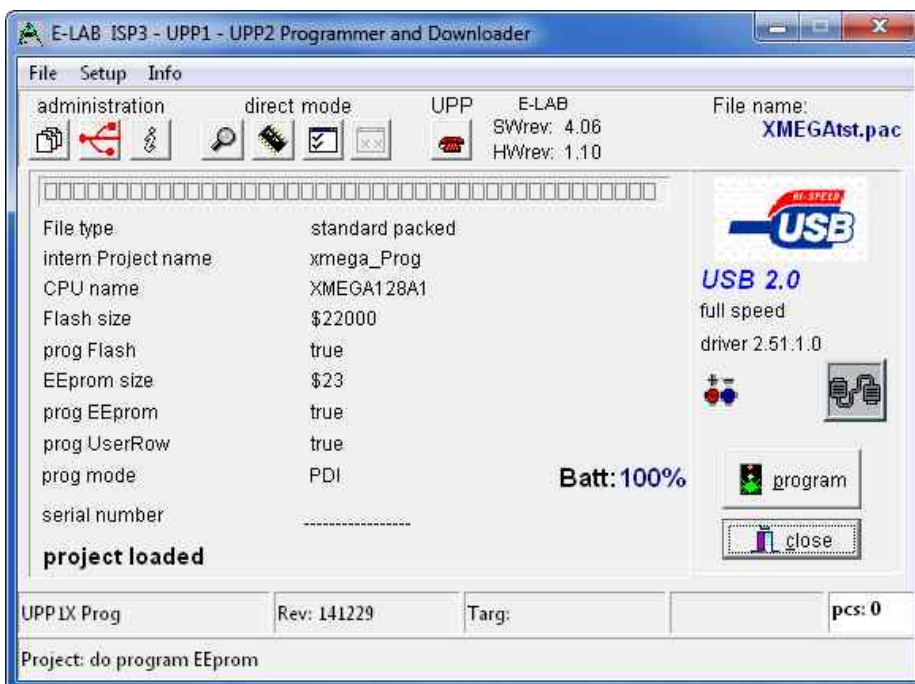 E-LAB ISP3 - UPP1 - UPP2 Programmer and Downloader
File Setup Info
administration direct mode UPP E-LAB File name:
SWrev: 4.06 XMEGAtst.pac
HWrev: 1.10
HI-SPEED
USB
File type standard packed
intern Project name xmega_Prog
CPU name XMEGA128A1 USB 2.0
Flash size $22000 full speed
prog Flash true driver 2.51.1.0
EEprom size $23
prog EEprom true
prog UserRow true
prog mode PDI Batt: 100% program
serial number ----------------
close
project loaded
UPP1X Prog Rev: 141229 Targ: pcs: 0
Project: do program EEprom